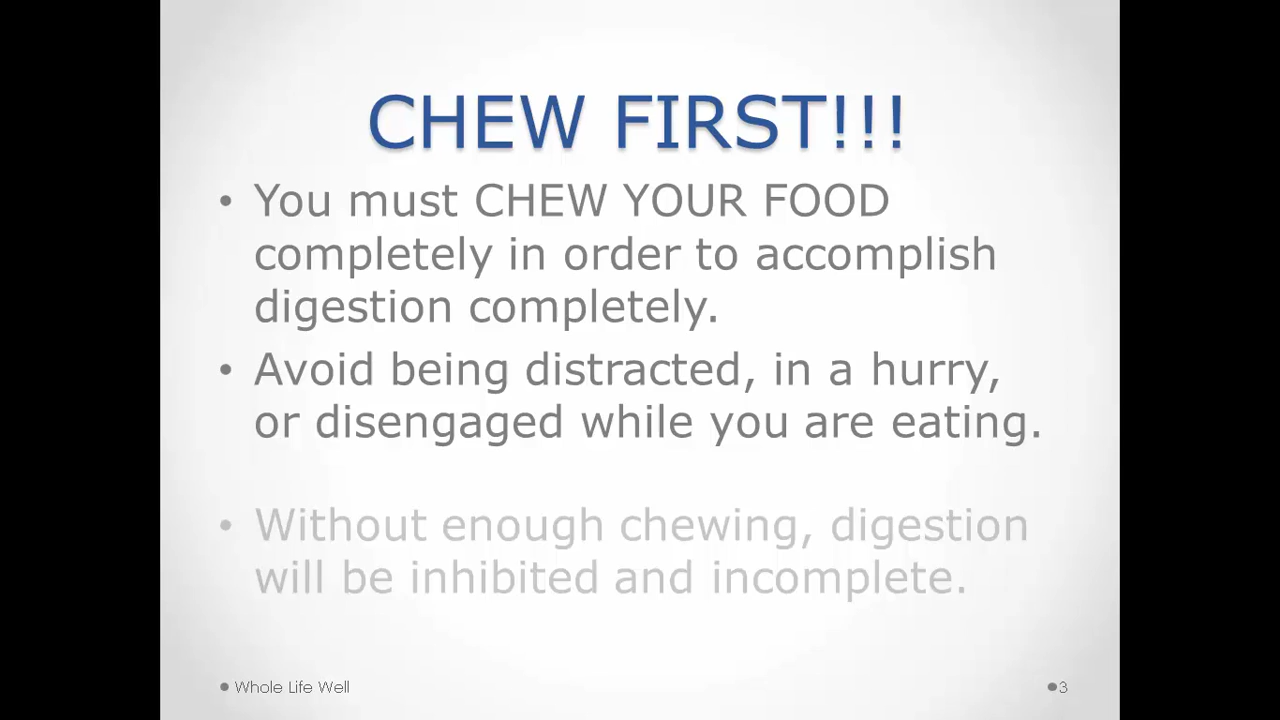 CHEW FIRST!!!
• You must CHEW YOUR FOOD
completely in order to accomplish
digestion completely.
• Avoid being distracted, in a hurry,
or disengaged while you are eating.
• Without enough chewing, digestion
will be inhibited and incomplete.
Whole Life Well
3